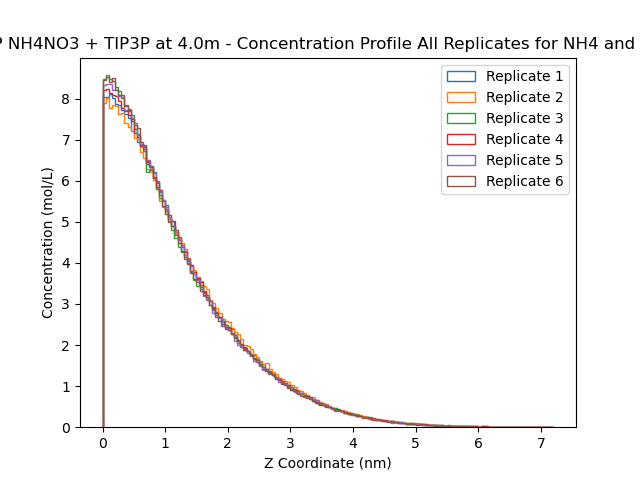 P NH4NO3 + TIP3P at 4.0m - Concentration Profile All Replicates for NH4 and
Replicate 1
Replicate 2
Replicate 3
Replicate 4
Replicate 5
Replicate 6
Concentration (mol/L)
8
7
6
5
4
3
2
1
0
0 1 2 3 4 5 6 7
Z Coordinate (nm)